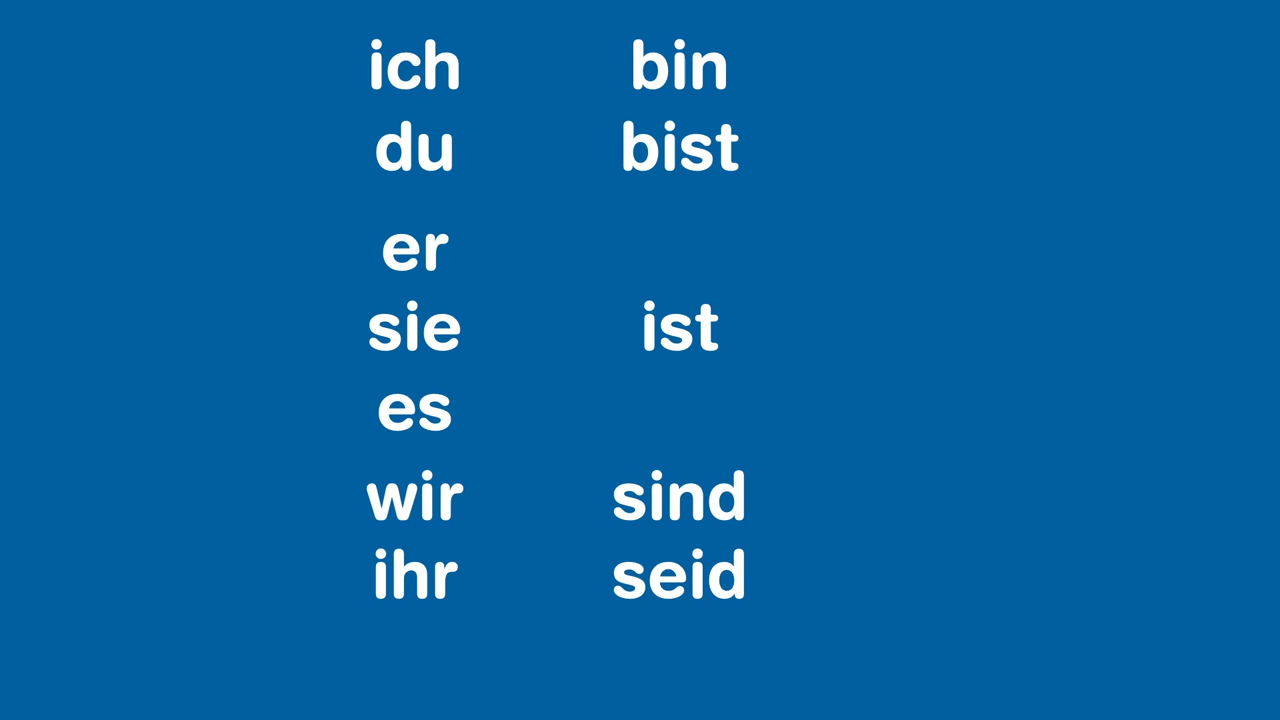 ich bin
du bist
er
sie ist
es
wir sind
ihr seid